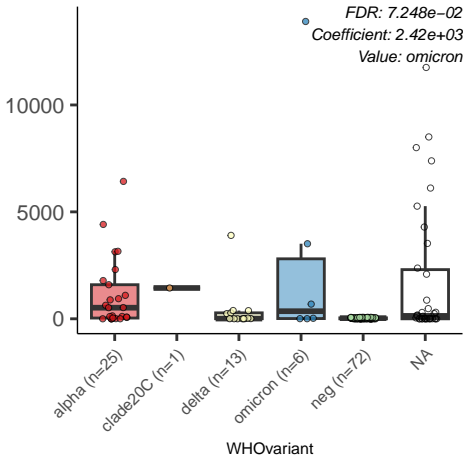 FDR: 7.248e−02
Coefficient: 2.42e+03
Value: omicron
10000
5000
0
alpha (n=25)
clade20C (n=1)
delta (n=13)
omicron (n=6)
neg (n=72)
NA
WHOvariant